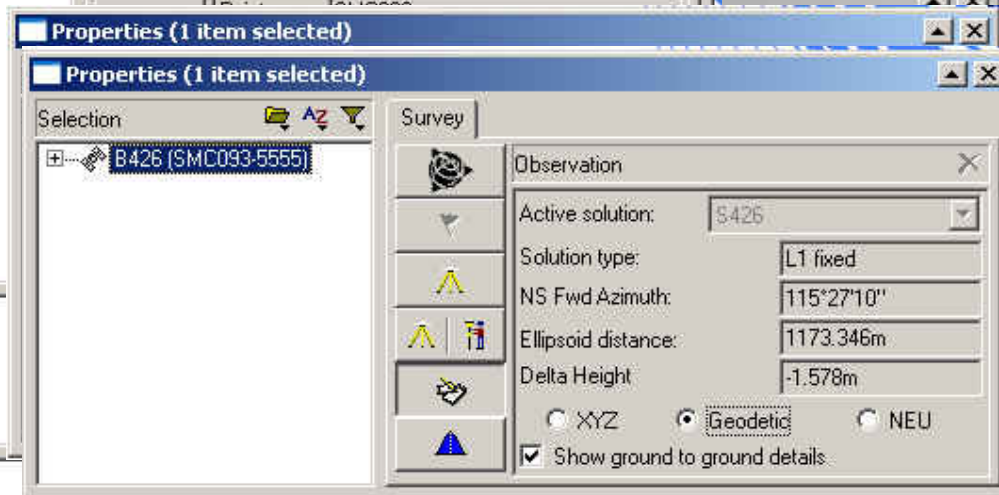 Properties (1 item selected)
Properties (1 item selected)
Selection
AZ
Survey
B426 (SMC093-5555)
Observation
Active solution: S426
Solution type: L1 fixed
NS Fwd Azimuth: 115°27'10"
Ellipsoid distance: 1173.346m
Delta Height -1.578m
XYZ Geodetic NEU
Show ground to ground details